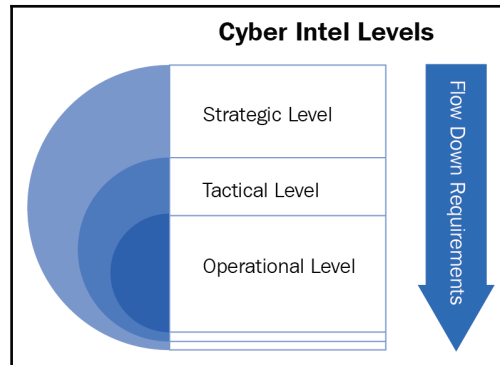 Cyber Intel Levels
Strategic Level
Tactical Level
Operational Level
Flow Down Requirements